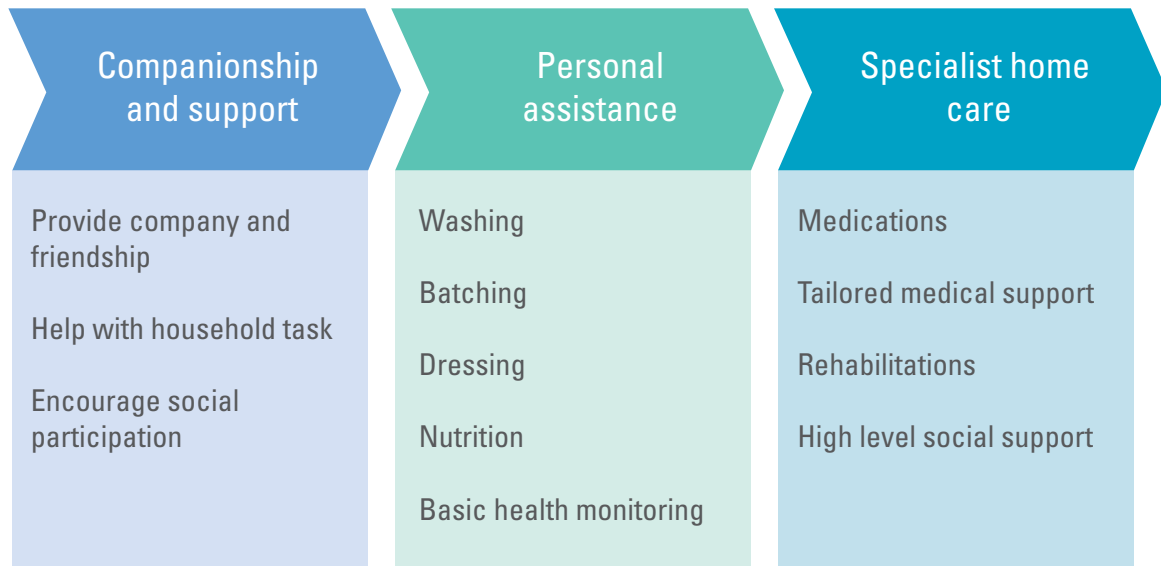 Companionship
and support
Provide company and
friendship
Help with household task
Encourage social
participation
Personal
assistance
Washing
Batching
Dressing
Nutrition
Basic health monitoring
Specialist home
care
Medications
Tailored medical support
Rehabilitations
High level social support